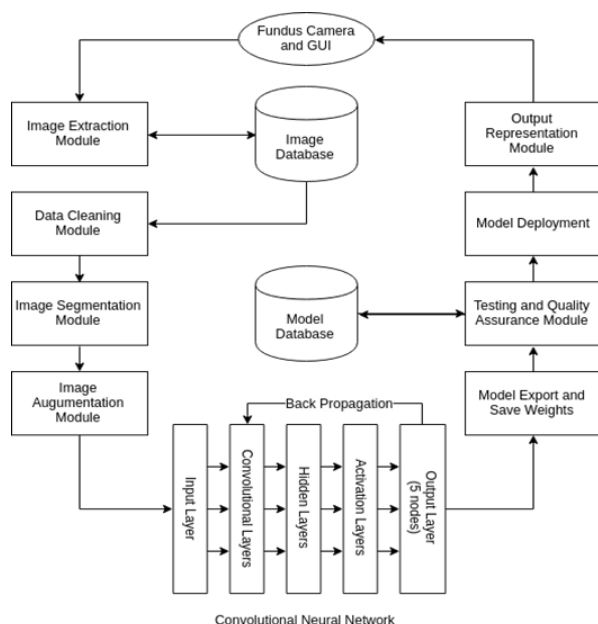 Fundus Camera
and GUI
Image Extraction
Module
Image
Database
Output
Representation
Module
Data Cleaning
Module
Model Deployment
Image Segmentation
Module
Model
Database
Testing and Quality
Assurance Module
Image
Augumentation
Module
Model Export and
Save Weights
Back Propagation
Input Layer
Convolutional Layers
Hidden Layers
Activation Layers
Output Layer
(5 nodes)
Convolutional Neural Network